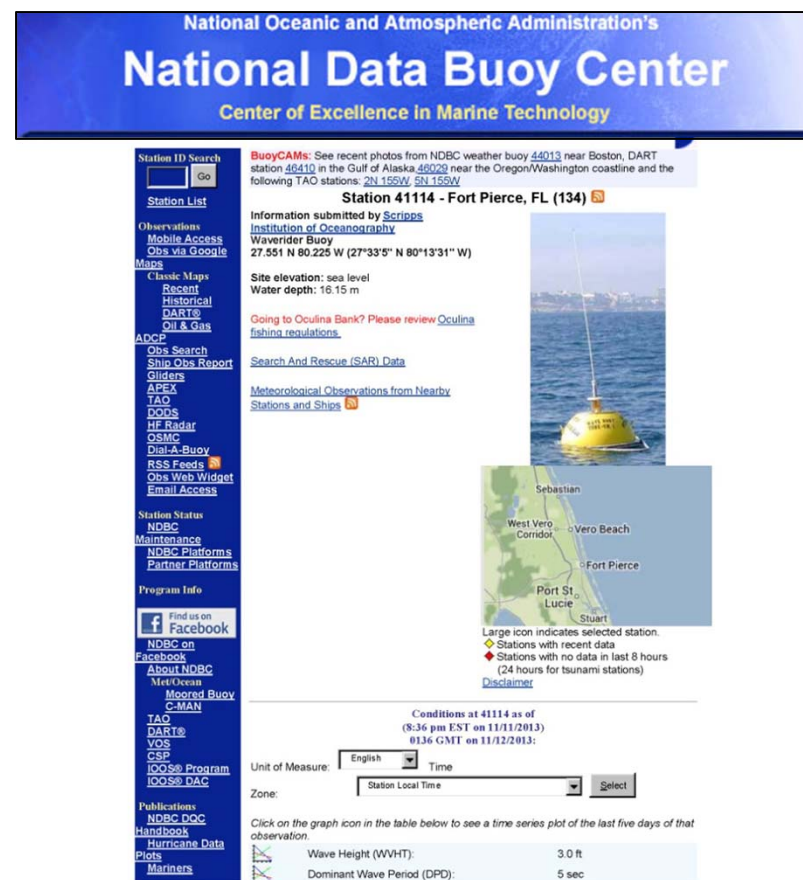 National Oceanic and Atmospheric Administration's
National Data Buoy Center
Center of Excellence in Marine Technology
Station ID Search
Go
Station List
Observations
Mobile Access
Obs via Google
Maps
Classic Maps
Recent
Historical
DART®
Oil & Gas
ADCP
Obs Search
Ship Obs Report
Gliders
APEX
TAO
DODS
HF Radar
OSMC
Dial-A-Buoy
RSS Feeds
Obs Web Widget
Email Access
Station Status
NDBC
Maintenance
NDBC Platforms
Partner Platforms
Program Info
Find us on
Facebook
NDBC on
Facebook
About NDBC
Met/Ocean
Moored Buoy
C-MAN
TAO
DART®
VOS
CSP
IOOS® Program
IOOS® DAC
Publications
NDBC DQC
Handbook
Hurricane Data
Plots
Mariners
BuoyCAMs: See recent photos from NDBC weather buoy 44013 near Boston, DART
station 46410 in the Gulf of Alaska,46029 near the Oregon/Washington coastline and the
following TAO stations: 2N 155W, 5N 155W
Station 41114 - Fort Pierce, FL (134)
Information submitted by Scripps
Institution of Oceanography
Waverider Buoy
27.551 N 80.225 W (27°33'5" N 80°13'31" W)
Site elevation: sea level
Water depth: 16.15 m
Going to Oculina Bank? Please review Oculina
fishing regulations
Search And Rescue (SAR) Data
Meteorological Observations from Nearby
Stations and Ships
Sebastian
West Vero
Corridor
Vero Beach
Fort Pierce
Port St
Lucie
Stuart
Large icon indicates selected station.
Stations with recent data
Stations with no data in last 8 hours
(24 hours for tsunami stations)
Disclaimer
Conditions at 41114 as of
(8:36 pm EST on 11/11/2013)
0136 GMT on 11/12/2013:
Unit of Measure: English Time
Zone: Station Local Time Select
Click on the graph icon in the table below to see a time series plot of the last five days of that
observation.
Wave Height (WVHT): 3.0 ft
Dominant Wave Period (DPD): 5 sec